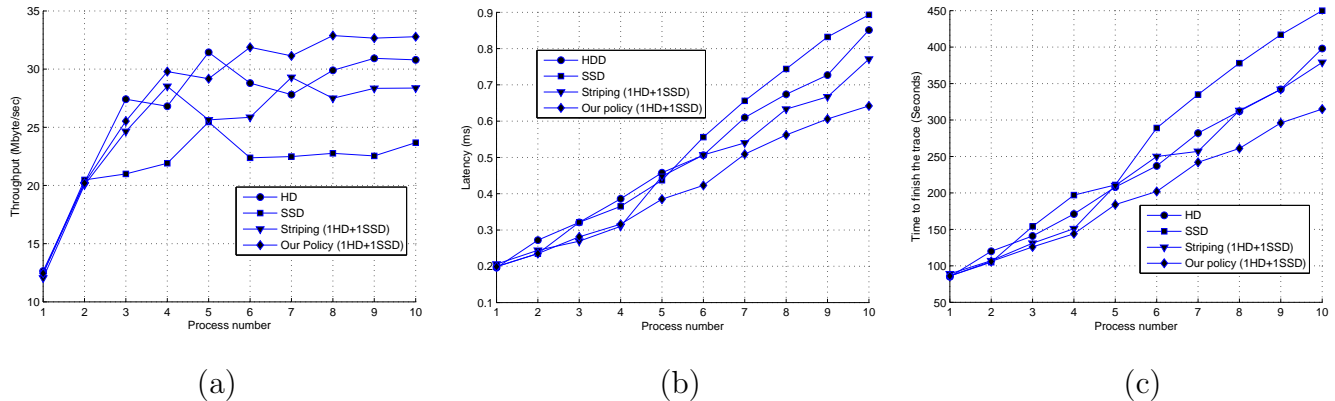 35
30
25
20
15
10
Throughput (Mbyte/sec)
1 2 3 4 5 6 7 8 9 10
Process number
HD
SSD
Striping (1HD+1SSD)
Our Policy (1HD+1SSD)
(a)
0.9
0.8
0.7
0.6
0.5
0.4
0.3
0.2
0.1
Latency (ms)
1 2 3 4 5 6 7 8 9 10
Process number
HDD
SSD
Striping (1HD+1SSD)
Our policy (1HD+1SSD)
(b)
450
400
350
300
250
200
150
100
50
Time to finish the trace (Seconds)
1 2 3 4 5 6 7 8 9 10
Process number
HD
SSD
Striping (1HD+1SSD)
Our policy (1HD+1SSD)
(c)